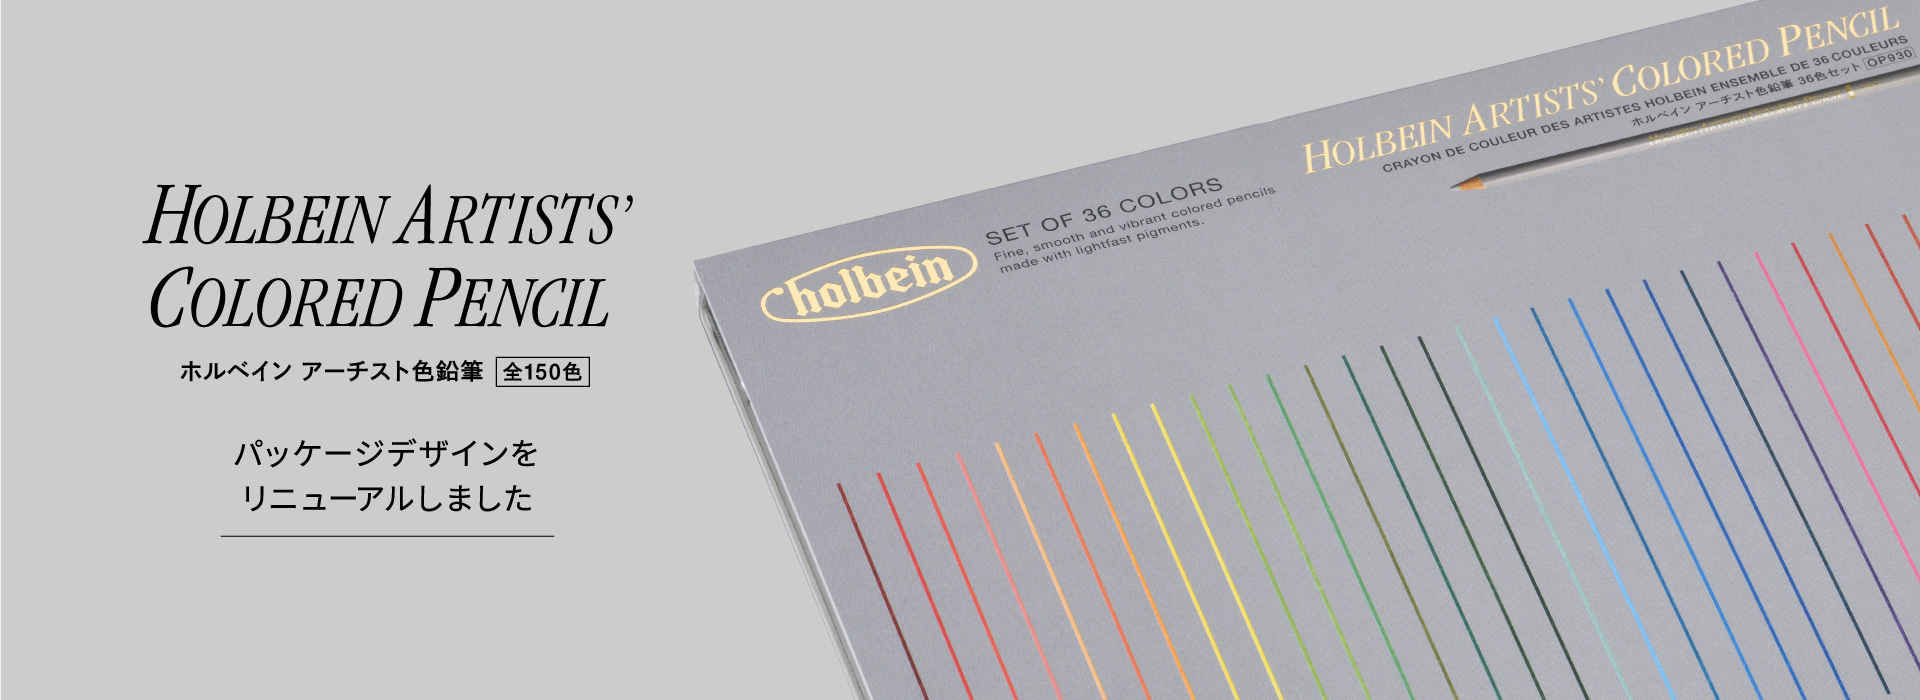 HOLBEIN ARTISTS'
COLORED PENCIL
ホルベイン アーチスト色鉛筆 全150色
パッケージデザインを
リニューアルしました
holbein
SET OF 36 COLORS
Fine, smooth and vibrant colored pencils
made with lightfast pigments.
HOLBEIN ARTISTS' COLORED PENCIL
CRAYON DE COULEUR DES ARTISTES HOLBEIN ENSEMBLE DE 36 COULEURS
ホルベイン アーチスト色鉛筆 36色セット OP930